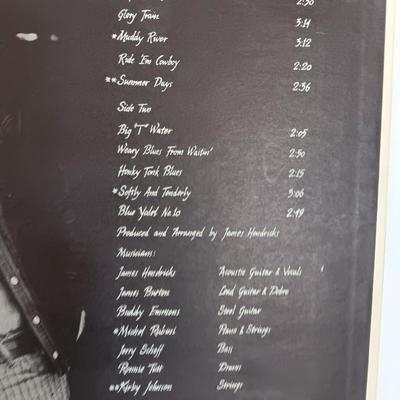 2:50
Glory Train 3:14
*Muddy River 3:12
Ride 'Em Cowboy 2:20
**Summer Days 2:36
Side Two
Big "T" Water 2:05
Weary Blues From Waitin' 2:50
Honky Tonk Blues 2:15
*Softly And Tenderly 3:06
Blue Yodel No.10 2:49
Produced and Arranged by James Hendricks
Musicians:
James Hendricks Acoustic Guitar & Vocals
James Burton Lead Guitar & Dobro
Buddy Emmons Steel Guitar
*Michel Rubini Piano & Strings
Jerry Scheff Bass
Ronnie Tutt Drums
**Kirby Johnson Strings